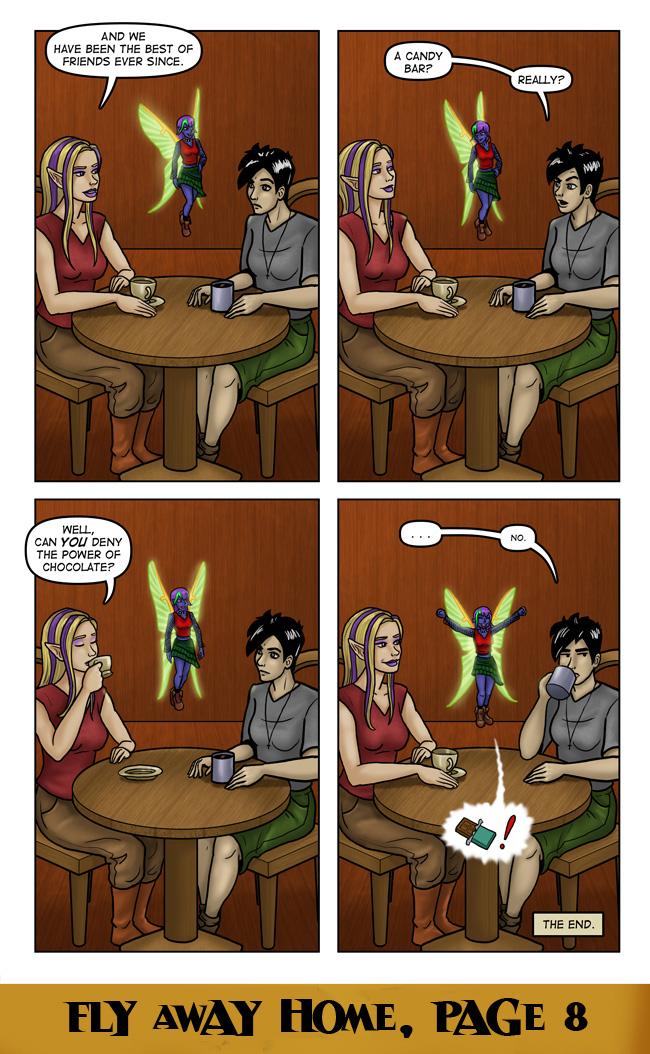 AND WE
HAVE BEEN THE BEST OF
FRIENDS EVER SINCE.
A CANDY
BAR?
REALLY?
WELL,
CAN YOU DENY
THE POWER OF
CHOCOLATE?
...
NO.
!
THE END.
FLY AWAY HOME, PAGE 8